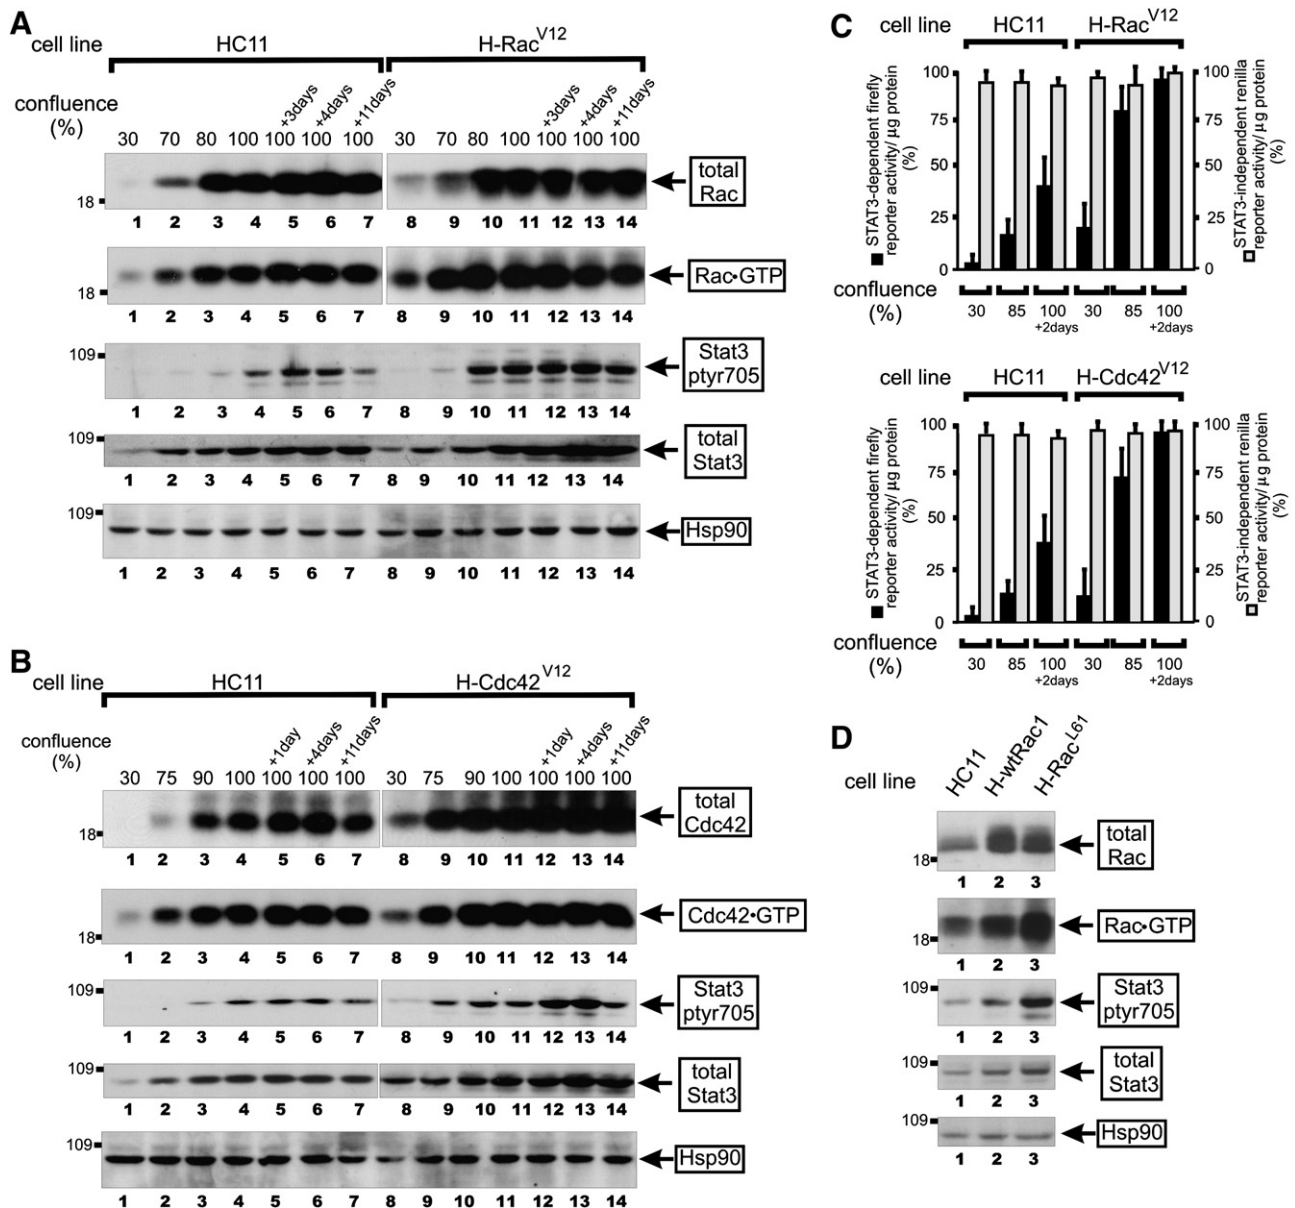 A
cell line HC11 H-Rac^V12
confluence (%)
+3days +4days +11days +3days +4days +11days
30 70 80 100 100 100 100 30 70 80 100 100 100 100
18
total Rac
1 2 3 4 5 6 7 8 9 10 11 12 13 14
18
Rac•GTP
1 2 3 4 5 6 7 8 9 10 11 12 13 14
109
Stat3 ptyr705
1 2 3 4 5 6 7 8 9 10 11 12 13 14
109
total Stat3
1 2 3 4 5 6 7 8 9 10 11 12 13 14
109
Hsp90
1 2 3 4 5 6 7 8 9 10 11 12 13 14
B
cell line HC11 H-Cdc42^V12
confluence (%)
+1day +4days +11days +1day +4days +11days
30 75 90 100 100 100 100 30 75 90 100 100 100 100
18
total Cdc42
1 2 3 4 5 6 7 8 9 10 11 12 13 14
18
Cdc42•GTP
1 2 3 4 5 6 7 8 9 10 11 12 13 14
109
Stat3 ptyr705
1 2 3 4 5 6 7 8 9 10 11 12 13 14
109
total Stat3
1 2 3 4 5 6 7 8 9 10 11 12 13 14
109
Hsp90
1 2 3 4 5 6 7 8 9 10 11 12 13 14
C
cell line HC11 H-Rac^V12
STAT3-dependent firefly
reporter activity/ µg protein
(%)
100
75
50
25
0
100
75
50
25
0
STAT3-independent renilla
reporter activity/ µg protein
(%)
confluence (%)
30 85 100 30 85 100
+2days +2days
cell line HC11 H-Cdc42^V12
STAT3-dependent firefly
reporter activity/ µg protein
(%)
100
75
50
25
0
100
75
50
25
0
STAT3-independent renilla
reporter activity/ µg protein
(%)
confluence (%)
30 85 100 30 85 100
+2days +2days
D
cell line HC11 H-wtRac1 H-Rac^L61
18
total Rac
1 2 3
18
Rac•GTP
1 2 3
109
Stat3 ptyr705
1 2 3
109
total Stat3
1 2 3
109
Hsp90
1 2 3